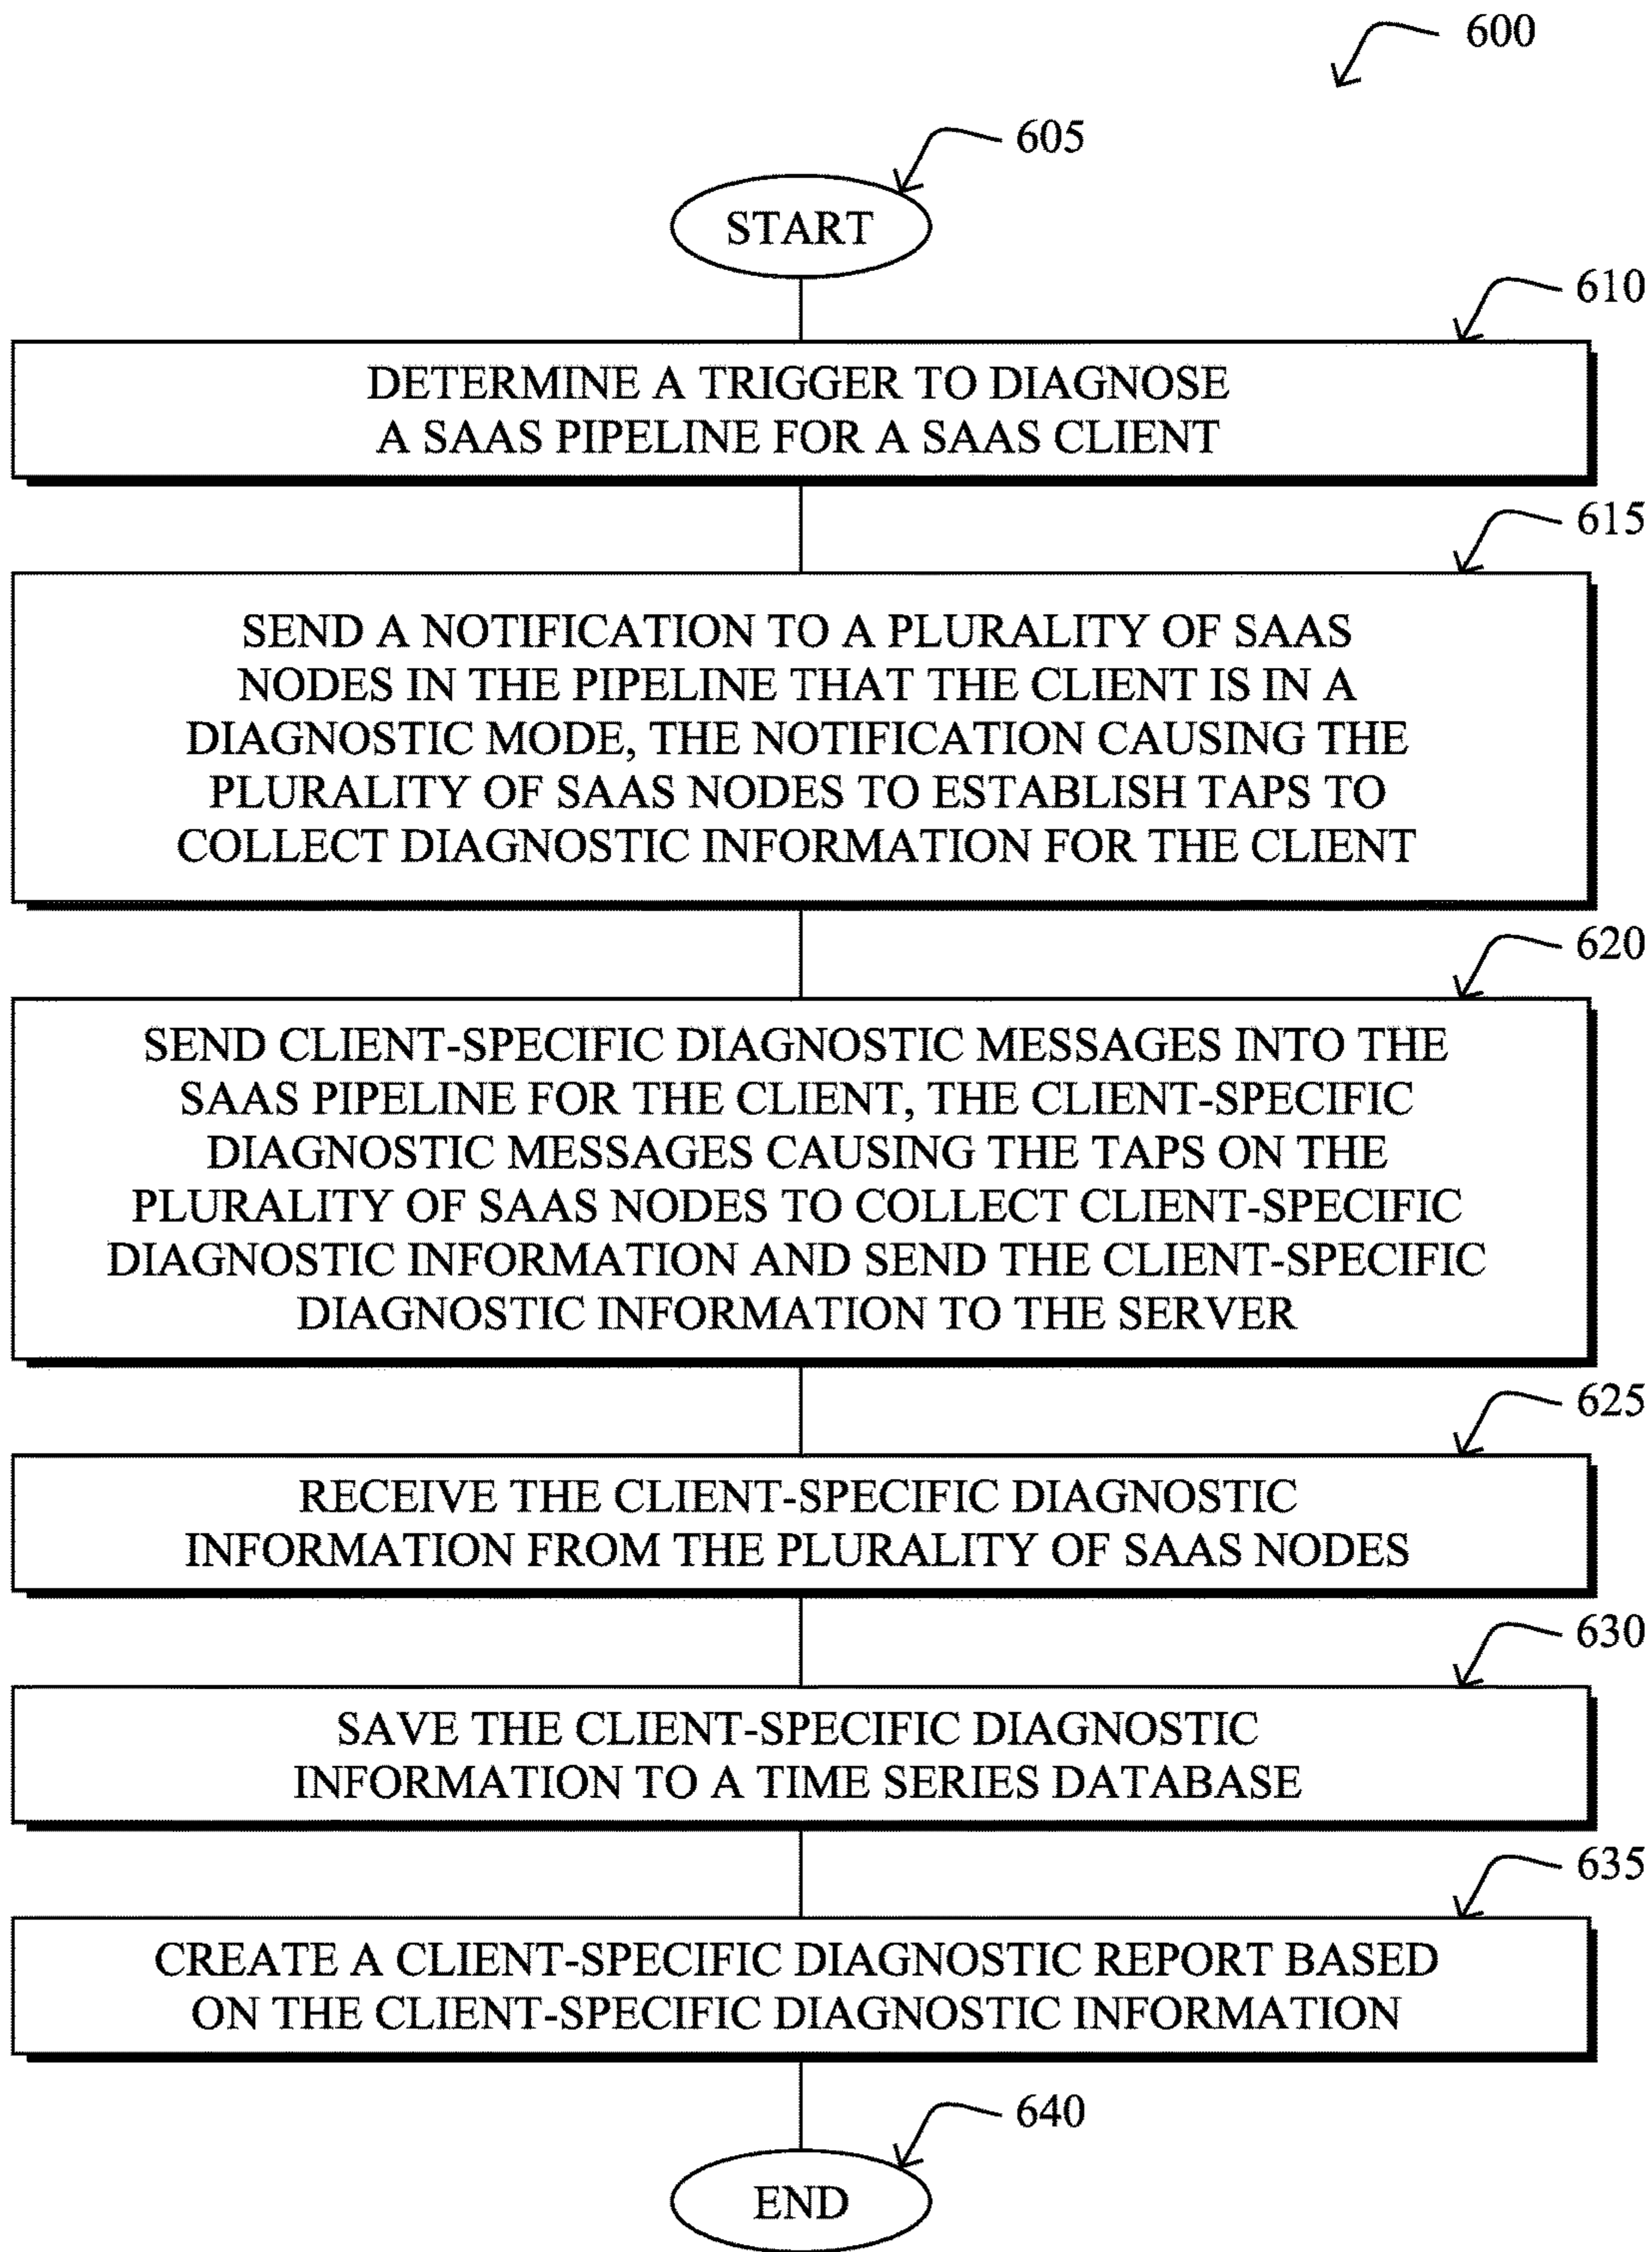 600
605
START
610
DETERMINE A TRIGGER TO DIAGNOSE
A SAAS PIPELINE FOR A SAAS CLIENT
615
SEND A NOTIFICATION TO A PLURALITY OF SAAS
NODES IN THE PIPELINE THAT THE CLIENT IS IN A
DIAGNOSTIC MODE, THE NOTIFICATION CAUSING THE
PLURALITY OF SAAS NODES TO ESTABLISH TAPS TO
COLLECT DIAGNOSTIC INFORMATION FOR THE CLIENT
620
SEND CLIENT-SPECIFIC DIAGNOSTIC MESSAGES INTO THE
SAAS PIPELINE FOR THE CLIENT, THE CLIENT-SPECIFIC
DIAGNOSTIC MESSAGES CAUSING THE TAPS ON THE
PLURALITY OF SAAS NODES TO COLLECT CLIENT-SPECIFIC
DIAGNOSTIC INFORMATION AND SEND THE CLIENT-SPECIFIC
DIAGNOSTIC INFORMATION TO THE SERVER
625
RECEIVE THE CLIENT-SPECIFIC DIAGNOSTIC
INFORMATION FROM THE PLURALITY OF SAAS NODES
630
SAVE THE CLIENT-SPECIFIC DIAGNOSTIC
INFORMATION TO A TIME SERIES DATABASE
635
CREATE A CLIENT-SPECIFIC DIAGNOSTIC REPORT BASED
ON THE CLIENT-SPECIFIC DIAGNOSTIC INFORMATION
640
END